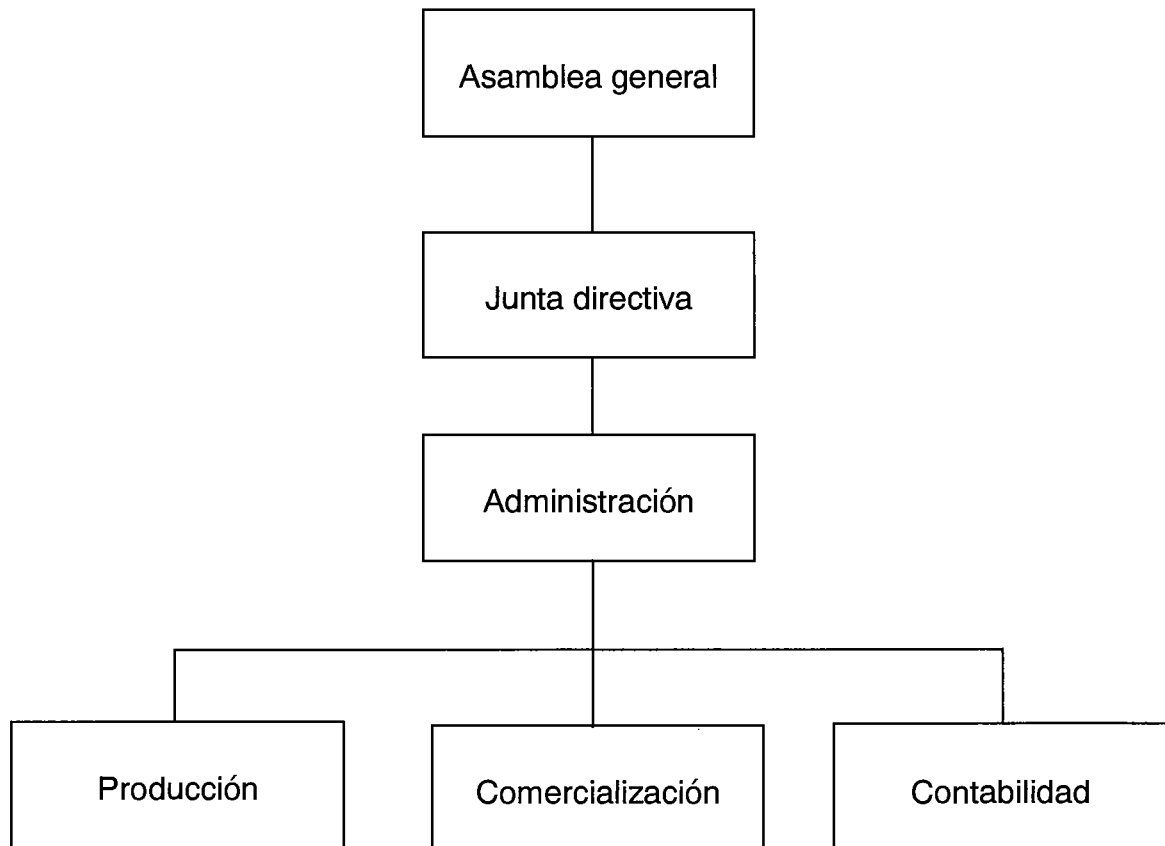 Asamblea general
Junta directiva
Administración
Producción
Comercialización
Contabilidad